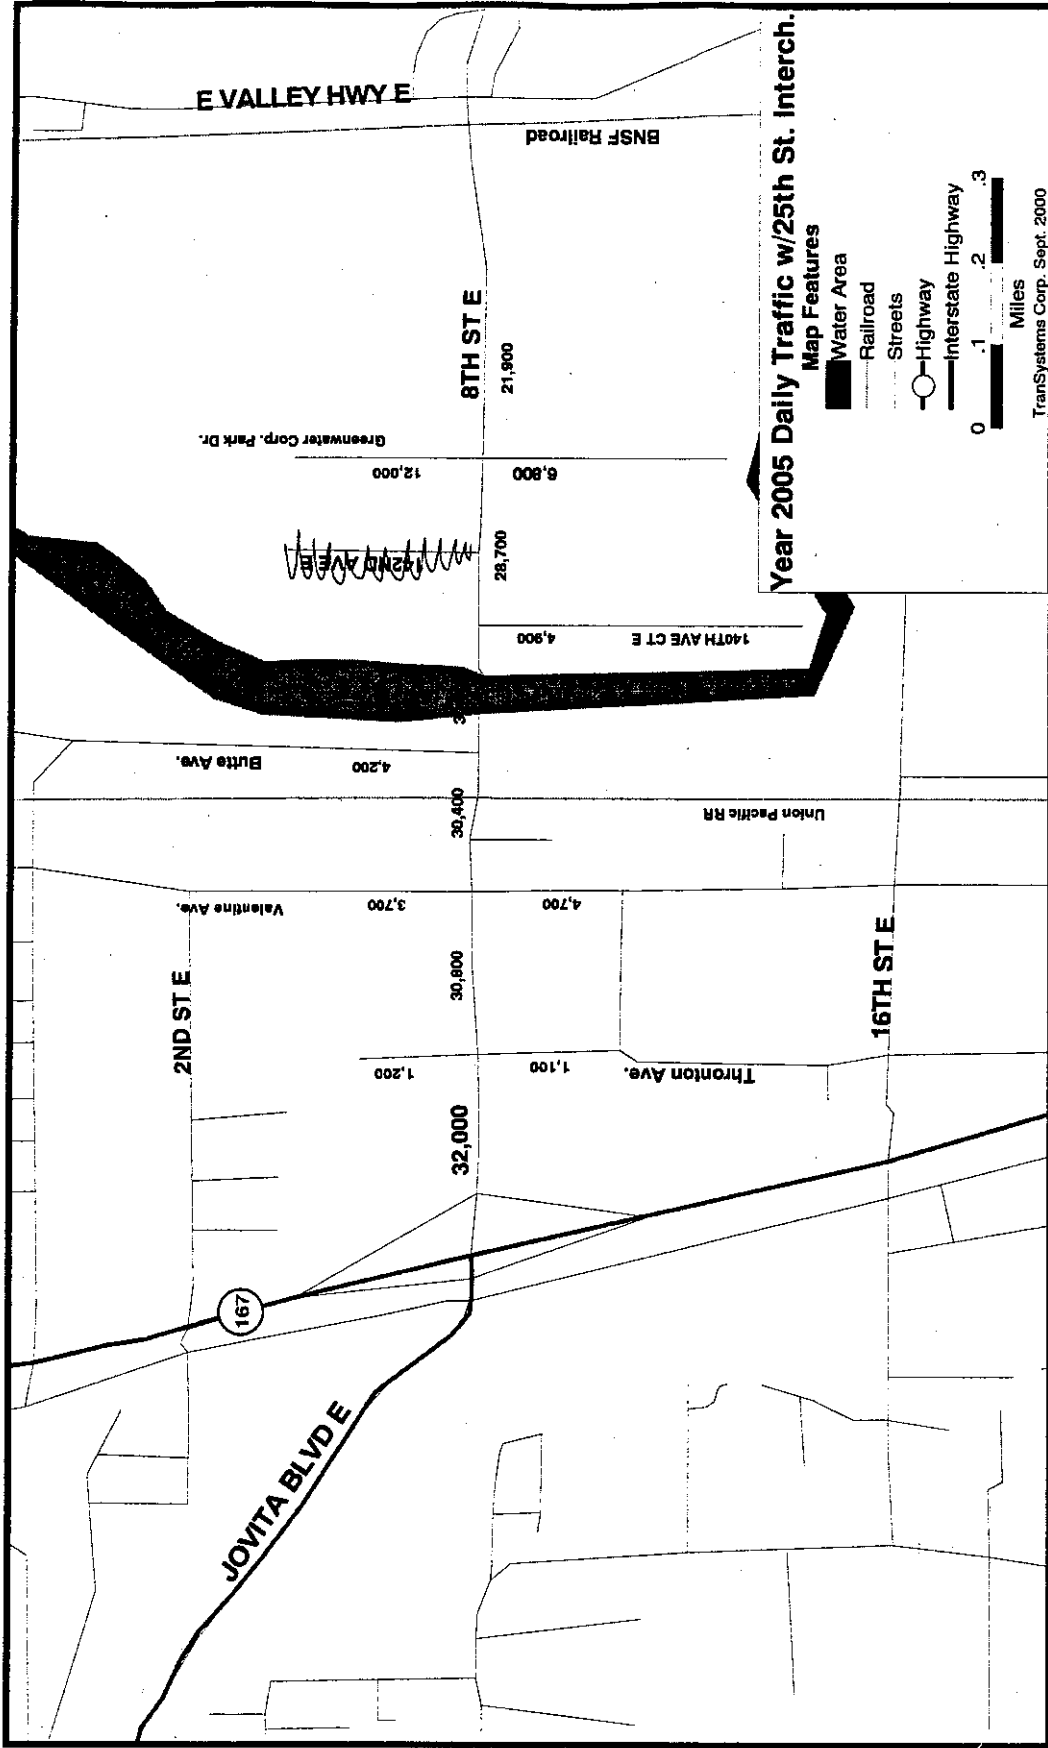 E VALLEY HWY E
BNSF Railroad
8TH ST E
21,900
Greenwater Corp. Park Dr.
12,000
6,800
142ND AVE E
28,700
4,900
140TH AVE CT E
Butte Ave.
4,200
30,400
Union Pacific RR
Valentine Ave.
3,700
4,700
2ND ST E
30,800
16TH ST E
1,200
1,100
Thronton Ave.
32,000
167
JOVITA BLVD E
Year 2005 Daily Traffic w/25th St. Interch.
Map Features
Water Area
Railroad
Streets
Highway
Interstate Highway
0 .1 .2 .3
Miles
TranSystems Corp. Sept. 2000